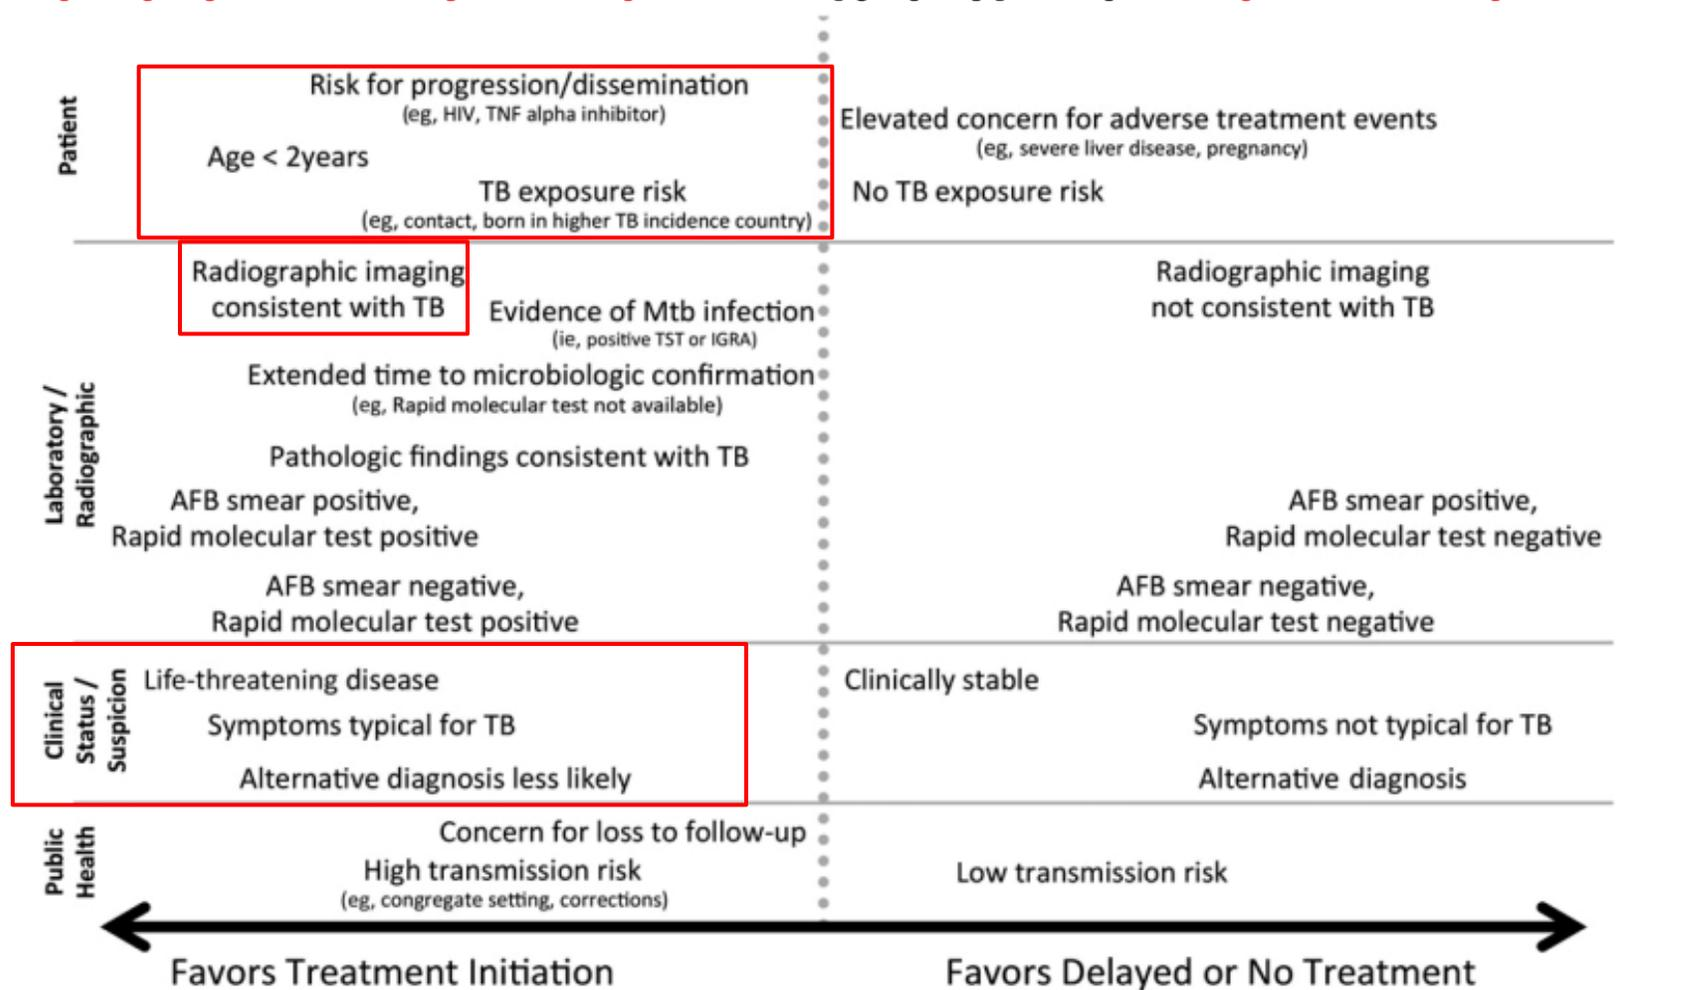 Patient
Risk for progression/dissemination
(eg, HIV, TNF alpha inhibitor)
Age < 2years
TB exposure risk
(eg, contact, born in higher TB incidence country)
Elevated concern for adverse treatment events
(eg, severe liver disease, pregnancy)
No TB exposure risk
Laboratory /
Radiographic
Radiographic imaging
consistent with TB
Evidence of Mtb infection
(ie, positive TST or IGRA)
Extended time to microbiologic confirmation
(eg, Rapid molecular test not available)
Pathologic findings consistent with TB
AFB smear positive,
Rapid molecular test positive
AFB smear negative,
Rapid molecular test positive
Radiographic imaging
not consistent with TB
AFB smear positive,
Rapid molecular test negative
AFB smear negative,
Rapid molecular test negative
Clinical
Status /
Suspicion
Life-threatening disease
Symptoms typical for TB
Alternative diagnosis less likely
Clinically stable
Symptoms not typical for TB
Alternative diagnosis
Public
Health
Concern for loss to follow-up
High transmission risk
(eg, congregate setting, corrections)
Low transmission risk
Favors Treatment Initiation
Favors Delayed or No Treatment